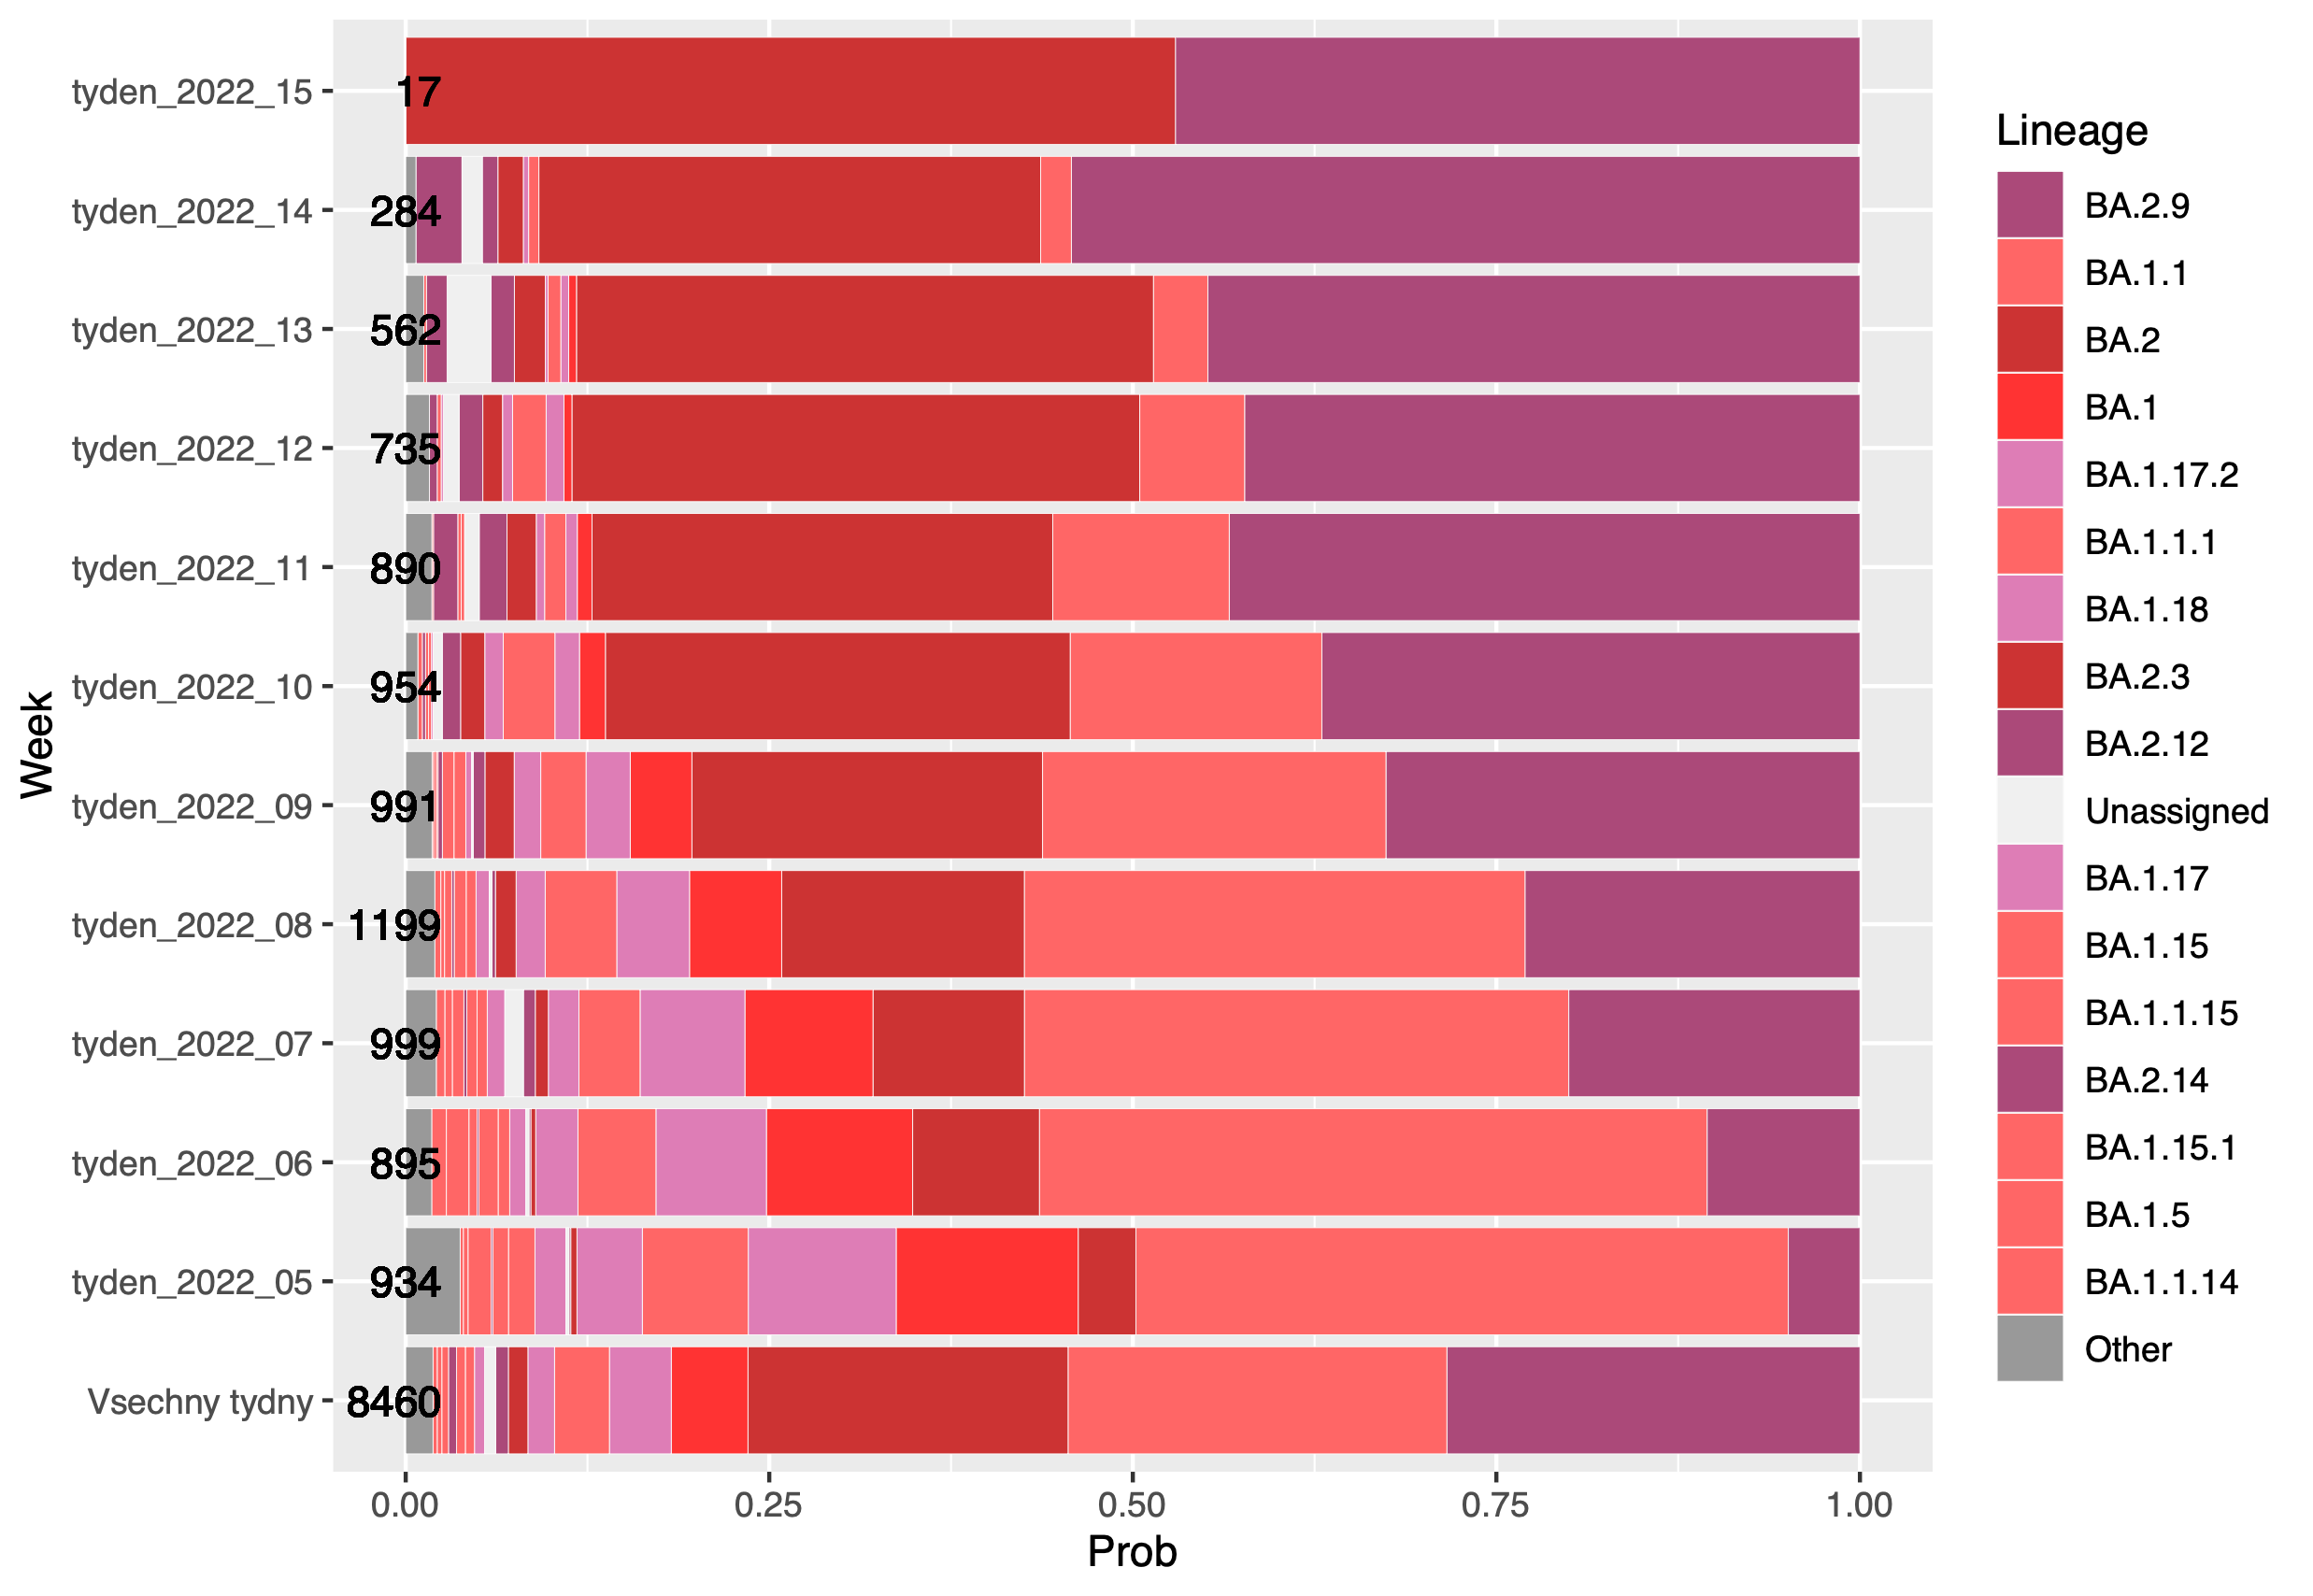 Week
tyden_2022_15
17
tyden_2022_14
284
tyden_2022_13
562
tyden_2022_12
735
tyden_2022_11
890
tyden_2022_10
954
tyden_2022_09
991
tyden_2022_08
1199
tyden_2022_07
999
tyden_2022_06
895
tyden_2022_05
934
Vsechny tydny
8460
0.00 0.25 0.50 0.75 1.00
Prob
Lineage
BA.2.9
BA.1.1
BA.2
BA.1
BA.1.17.2
BA.1.1.1
BA.1.18
BA.2.3
BA.2.12
Unassigned
BA.1.17
BA.1.15
BA.1.1.15
BA.2.14
BA.1.15.1
BA.1.5
BA.1.1.14
Other